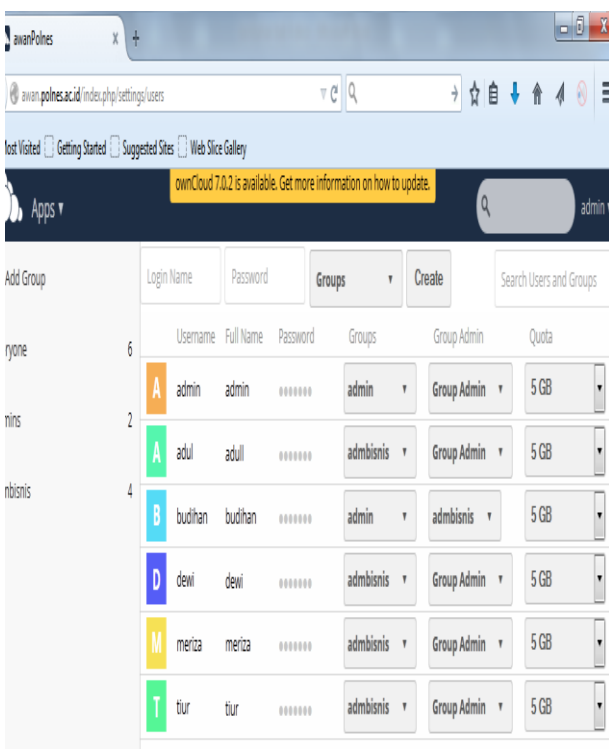 awanPolnes
awan.polnes.ac.id/index.php/settings/users
Most Visited Getting Started Suggested Sites Web Slice Gallery
ownCloud 7.0.2 is available. Get more information on how to update.
Apps admin
Add Group
Login Name Password Groups Create Search Users and Groups
Username Full Name Password Groups Group Admin Quota
ryone 6
A admin admin admin Group Admin 5 GB
mins 2
A adul adull admbisnis Group Admin 5 GB
mbisnis 4
B budihan budihan admin admbisnis 5 GB
D dewi dewi admbisnis Group Admin 5 GB
M meriza meriza admbisnis Group Admin 5 GB
T tiur tiur admbisnis Group Admin 5 GB